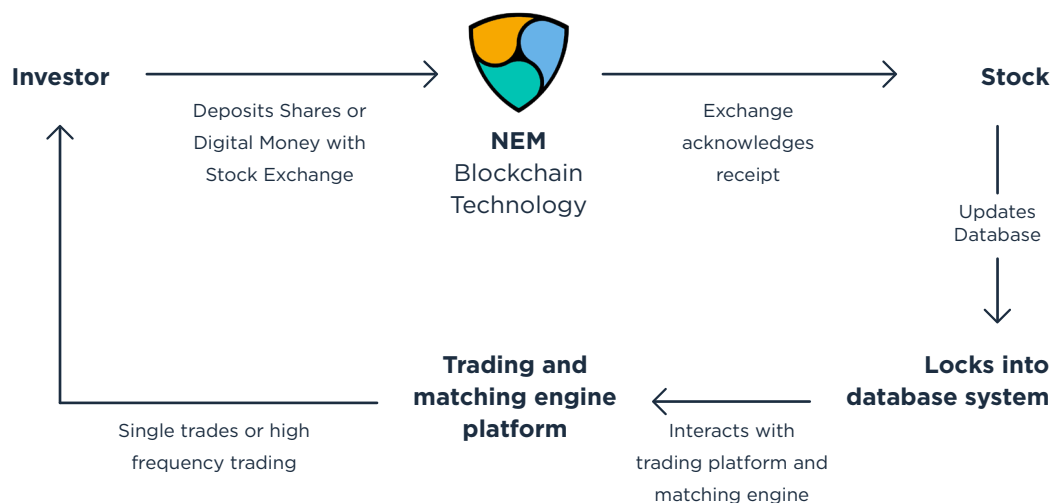 Investor
Deposits Shares or
Digital Money with
Stock Exchange
NEM
Blockchain
Technology
Exchange
acknowledges
receipt
Stock
Updates
Database
Locks into
database system
Interacts with
trading platform and
matching engine
Trading and
matching engine
platform
Single trades or high
frequency trading